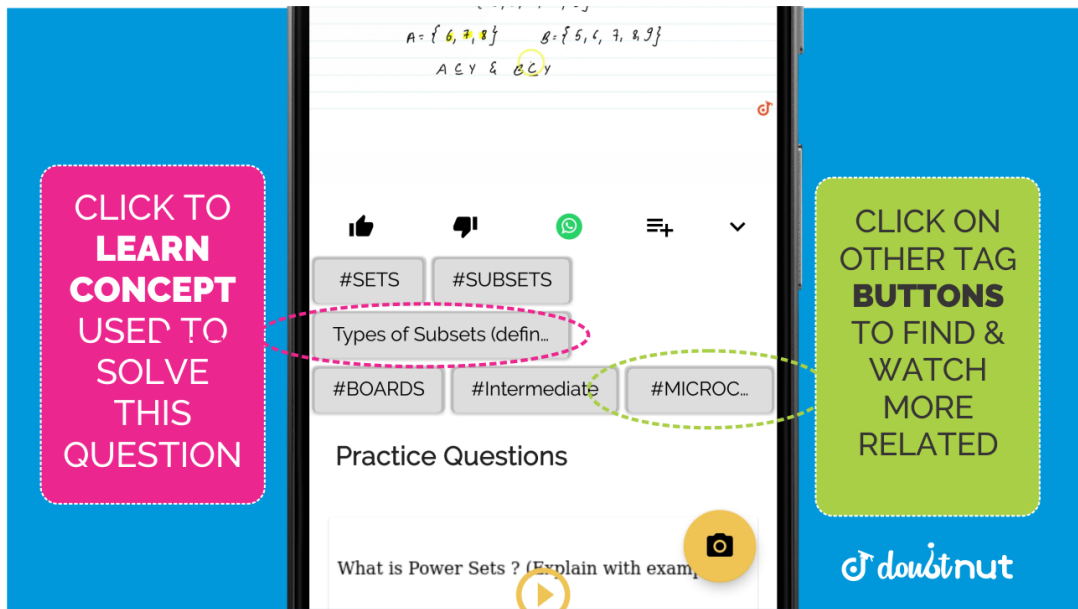 A = { 6, 7, 8} B = { 5, 6, 7, 8, 9}
A ⊆ Y & B ⊆ Y
CLICK TO
LEARN
CONCEPT
USED TO
SOLVE
THIS
QUESTION
#SETS #SUBSETS
Types of Subsets (defin...
#BOARDS #Intermediate #MICROC...
Practice Questions
What is Power Sets ? (Explain with examp
CLICK ON
OTHER TAG
BUTTONS
TO FIND &
WATCH
MORE
RELATED
doubtnut